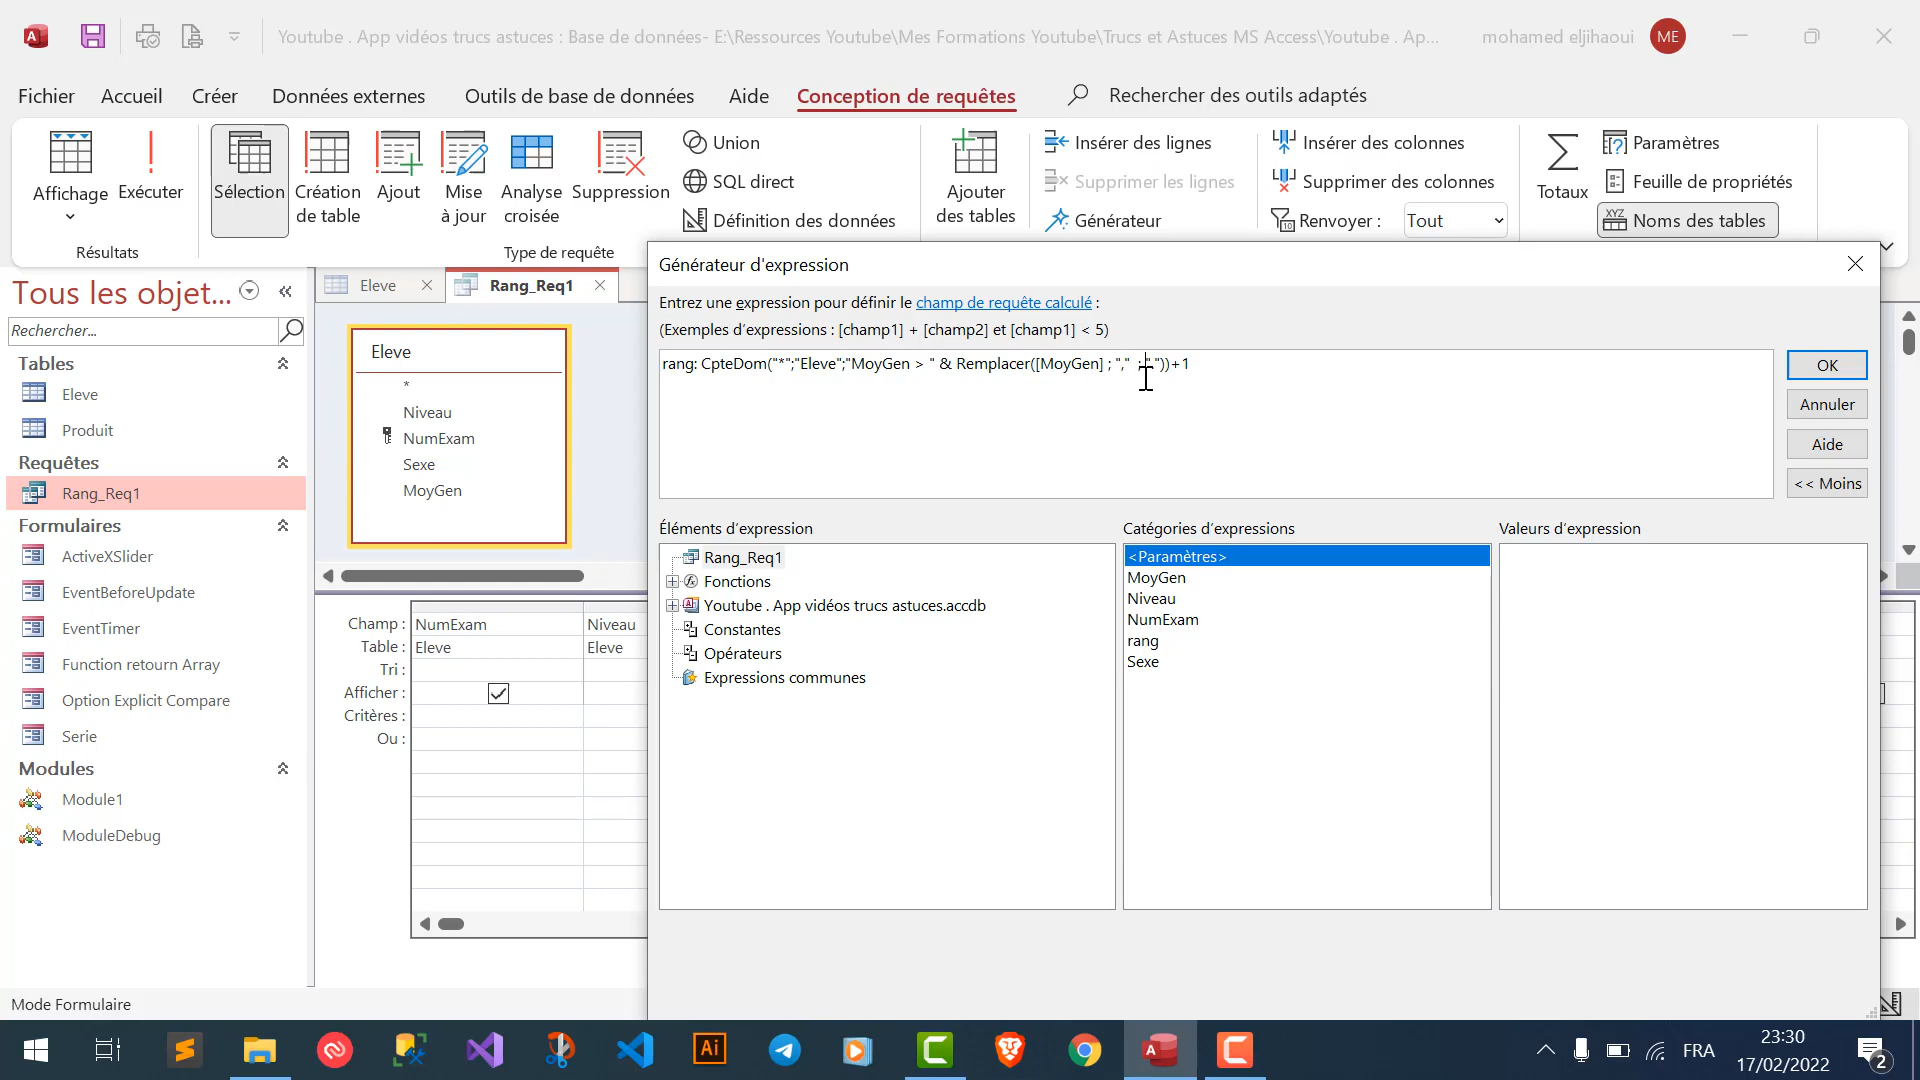 Youtube . App vidéos trucs astuces : Base de données- E:\Ressources Youtube\Mes Formations Youtube\Trucs et Astuces MS Access\Youtube . Ap...
mohamed eljihaoui
ME
Fichier
Accueil
Créer
Données externes
Outils de base de données
Aide
Conception de requêtes
Rechercher des outils adaptés
Affichage
Exécuter
Résultats
Sélection
Création
de table
Ajout
Mise
à jour
Analyse
croisée
Suppression
Union
SQL direct
Définition des données
Type de requête
Ajouter
des tables
Insérer des lignes
Supprimer les lignes
Générateur
Insérer des colonnes
Supprimer des colonnes
Renvoyer :
Tout
Totaux
Paramètres
Feuille de propriétés
Noms des tables
Tous les objet...
Rechercher...
Tables
Eleve
Produit
Requêtes
Rang_Req1
Formulaires
ActiveXSlider
EventBeforeUpdate
EventTimer
Function retourn Array
Option Explicit Compare
Serie
Modules
Module1
ModuleDebug
Eleve
Rang_Req1
Eleve
*
Niveau
NumExam
Sexe
MoyGen
Champ :
NumExam
Niveau
Table :
Eleve
Eleve
Tri :
Afficher :
Critères :
Ou :
Générateur d'expression
Entrez une expression pour définir le champ de requête calculé :
(Exemples d'expressions : [champ1] + [champ2] et [champ1] < 5)
rang: CpteDom("*";"Eleve";"MoyGen > " & Remplacer([MoyGen] ; ","  ;"."))+1
OK
Annuler
Aide
<< Moins
Éléments d'expression
Rang_Req1
Fonctions
Youtube . App vidéos trucs astuces.accdb
Constantes
Opérateurs
Expressions communes
Catégories d'expressions
<Paramètres>
MoyGen
Niveau
NumExam
rang
Sexe
Valeurs d'expression
Mode Formulaire
Ai
FRA
23:30
17/02/2022
2